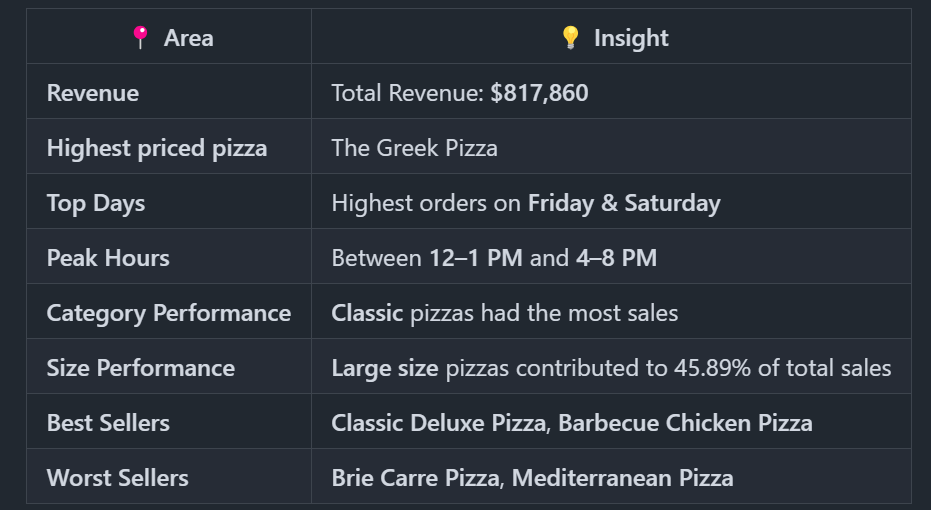 📍 Area 💡 Insight
Revenue Total Revenue: $817,860
Highest priced pizza The Greek Pizza
Top Days Highest orders on Friday & Saturday
Peak Hours Between 12–1 PM and 4–8 PM
Category Performance Classic pizzas had the most sales
Size Performance Large size pizzas contributed to 45.89% of total sales
Best Sellers Classic Deluxe Pizza, Barbecue Chicken Pizza
Worst Sellers Brie Carre Pizza, Mediterranean Pizza